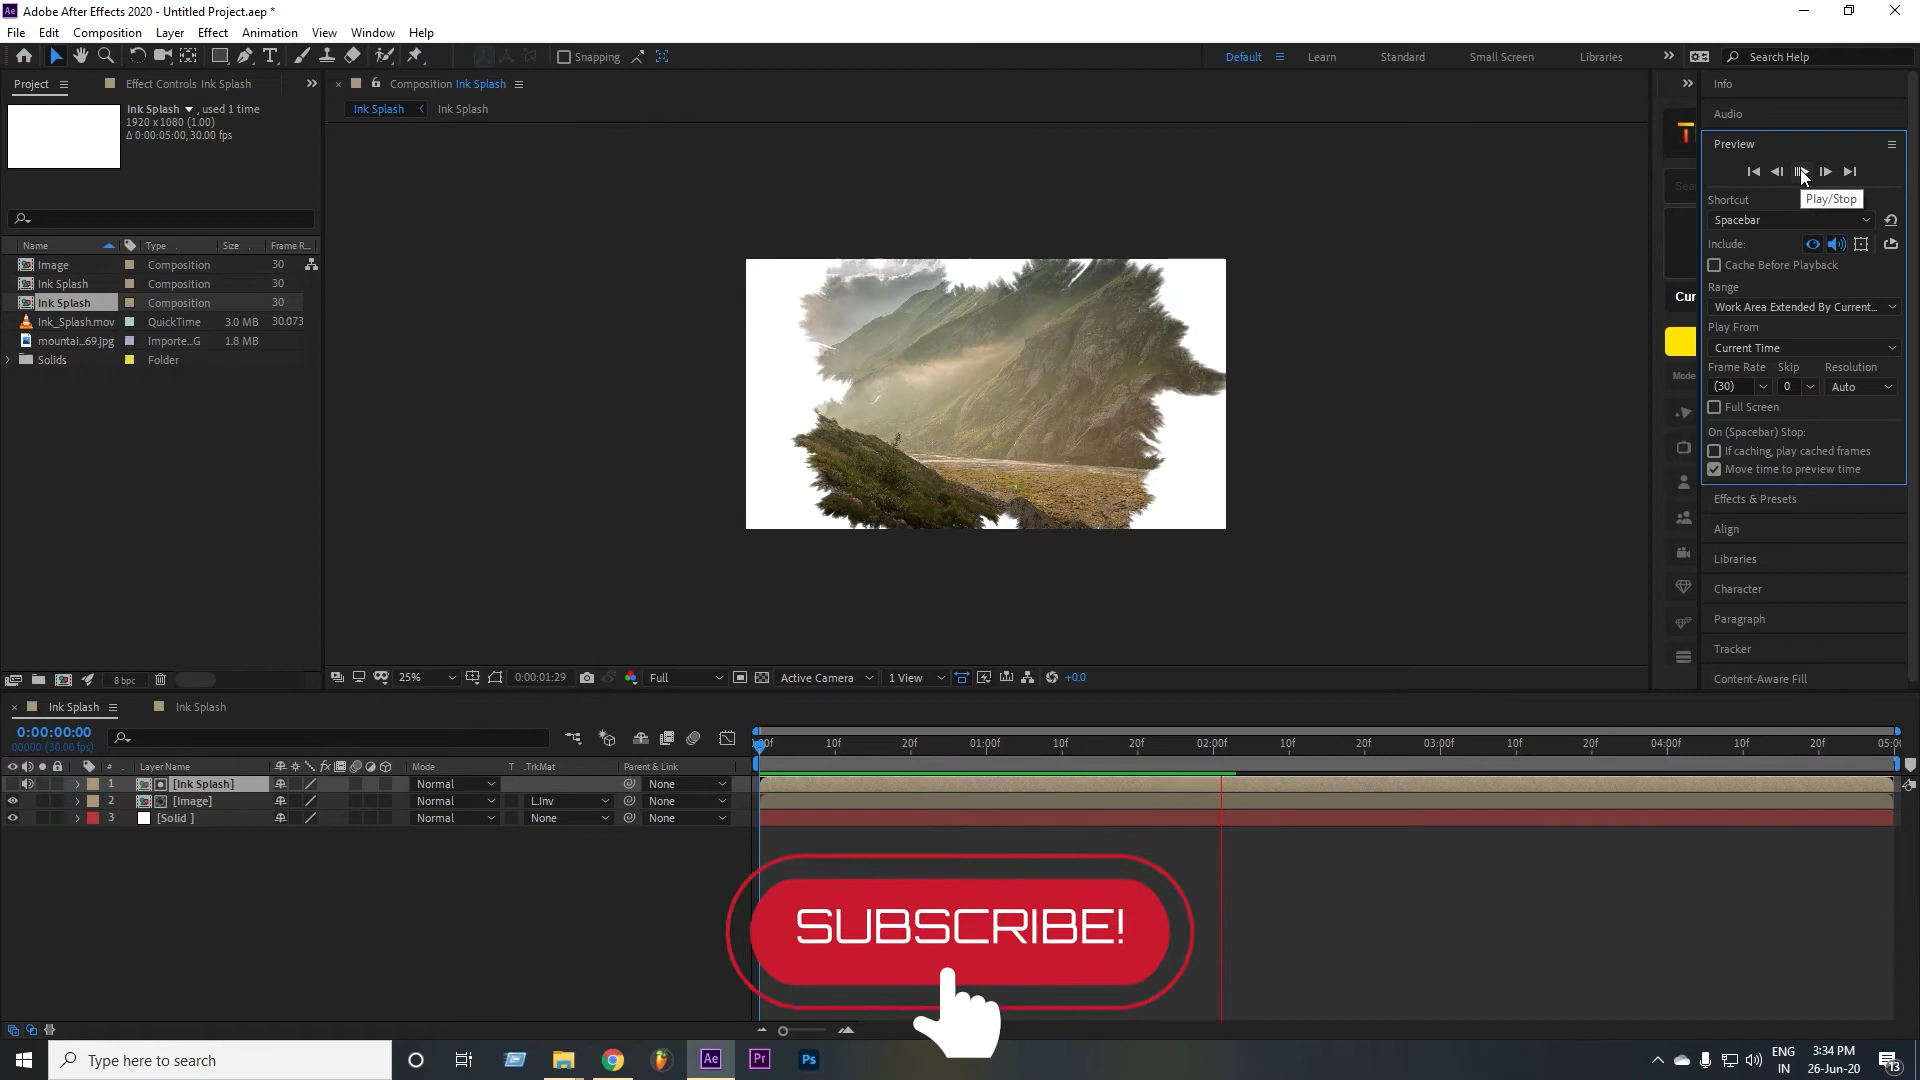 Adobe After Effects 2020 - Untitled Project.aep *
File Edit Composition Layer Effect Animation View Window Help
Snapping
Default Learn Standard Small Screen Libraries
Search Help
Project Effect Controls Ink Splash
Ink Splash , used 1 time
1920 x 1080 (1.00)
Δ 0:00:05:00, 30.00 fps
Name Type Size Frame R...
Image Composition 30
Ink Splash Composition 30
Ink Splash Composition 30
Ink_Splash.mov QuickTime 3.0 MB 30.073
mountai...69.jpg Importe...G 1.8 MB
Solids Folder
8 bpc
Composition Ink Splash
Ink Splash Ink Splash
25% 0:00:01:29 Full Active Camera 1 View +0.0
Info
Audio
Preview
Play/Stop
Shortcut
Spacebar
Include:
Cache Before Playback
Range
Work Area Extended By Current...
Play From
Current Time
Frame Rate Skip Resolution
(30) 0 Auto
Full Screen
On (Spacebar) Stop:
If caching, play cached frames
Move time to preview time
Effects & Presets
Align
Libraries
Character
Paragraph
Tracker
Content-Aware Fill
Sea
Cur
Mode
Ink Splash Ink Splash
0:00:00:00
00000 (30.00 fps)
# Layer Name Mode T .TrkMat Parent & Link
1 [Ink Splash] Normal None
2 [Image] Normal L.Inv None
3 [Solid ] Normal None None
:00f 10f 20f 01:00f 10f 20f 02:00f 10f 20f 03:00f 10f 20f 04:00f 10f 20f 05:00
SUBSCRIBE!
Type here to search
Ae Pr Ps
ENG
IN
3:34 PM
26-Jun-20
13